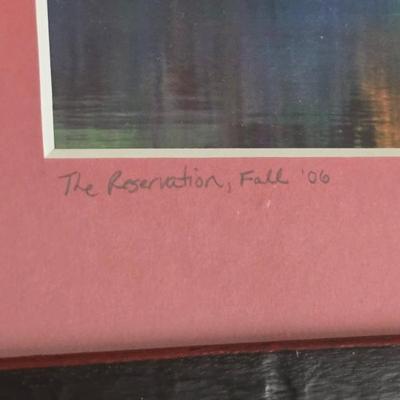 The Reservation, Fall '06